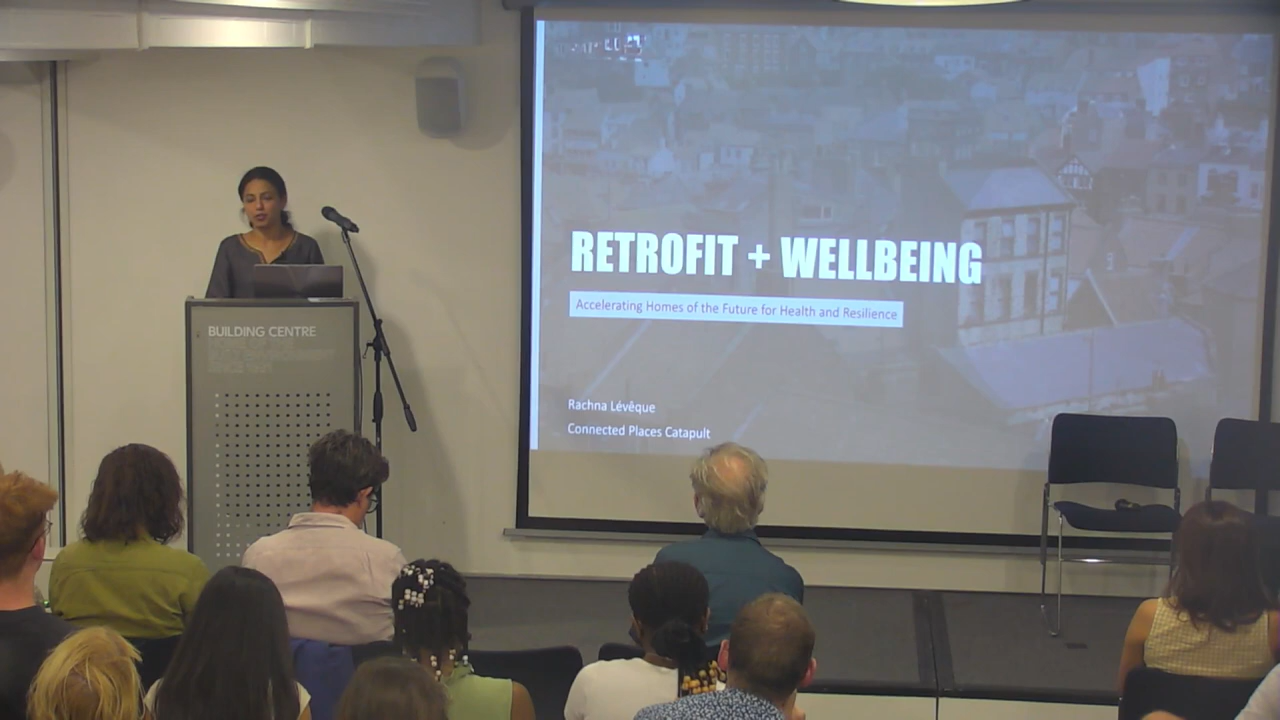 BUILDING CENTRE
RETROFIT + WELLBEING
Accelerating Homes of the Future for Health and Resilience
Rachna Lévêque
Connected Places Catapult